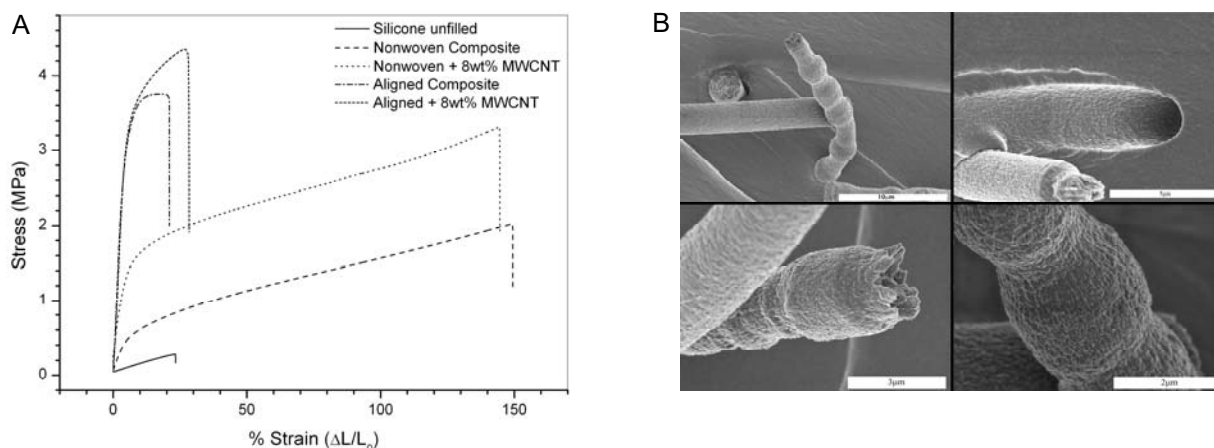 A
Silicone unfilled
Nonwoven Composite
Nonwoven + 8wt% MWCNT
Aligned Composite
Aligned + 8wt% MWCNT
4
3
2
1
0
Stress (MPa)
0 50 100 150
% Strain (ΔL/L₀)
B
10μm
5μm
3μm
2μm